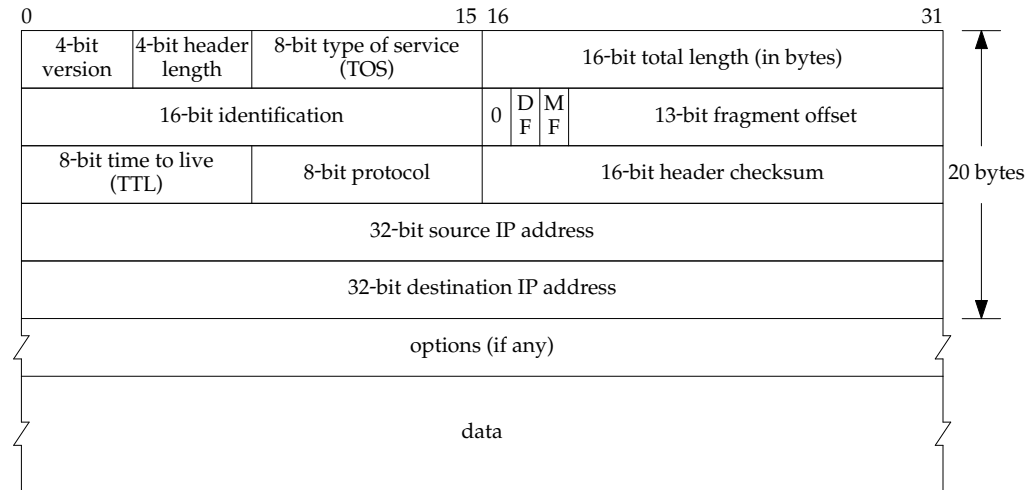 0 15 16 31
4-bit version
4-bit header length
8-bit type of service (TOS)
16-bit total length (in bytes)
16-bit identification
0
D F
M F
13-bit fragment offset
8-bit time to live (TTL)
8-bit protocol
16-bit header checksum
20 bytes
32-bit source IP address
32-bit destination IP address
options (if any)
data